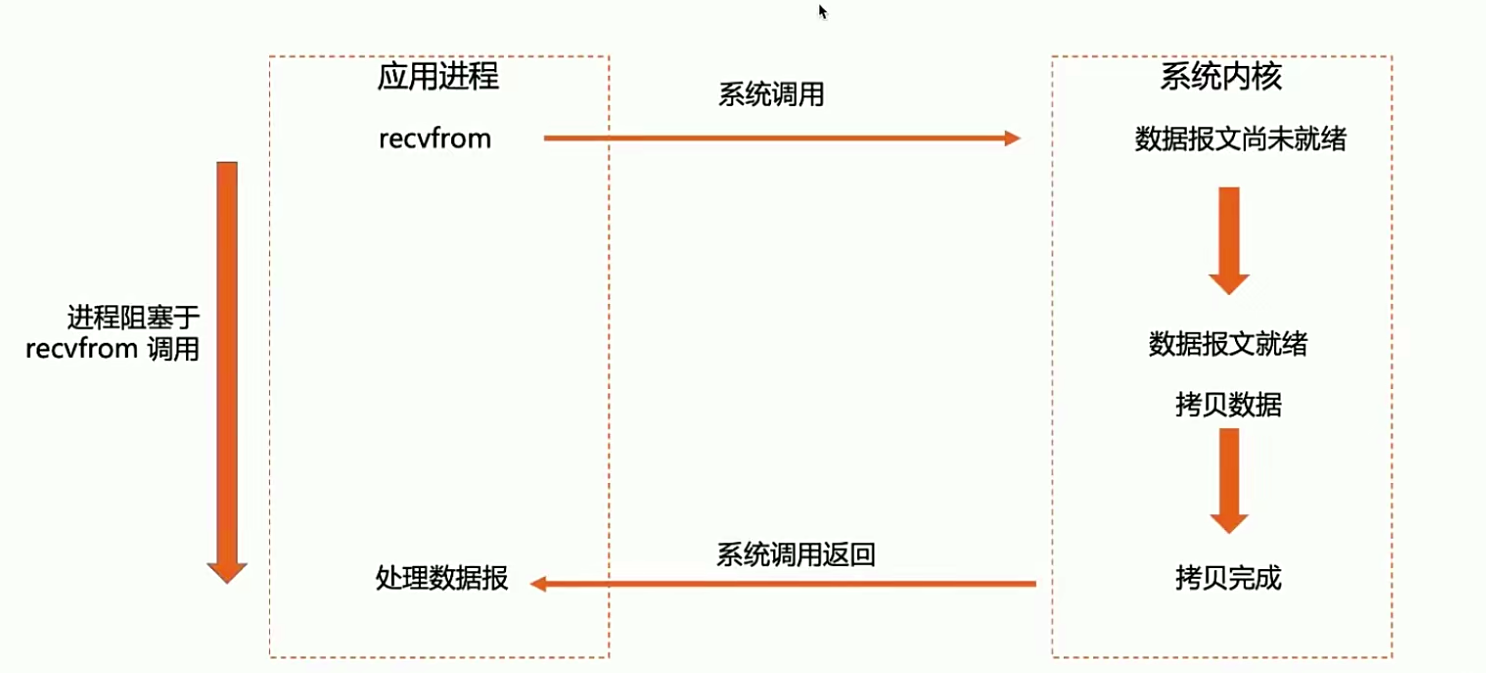 应用进程
系统调用
系统内核
recvfrom
数据报文尚未就绪
进程阻塞于
recvfrom 调用
数据报文就绪
拷贝数据
系统调用返回
处理数据报
拷贝完成